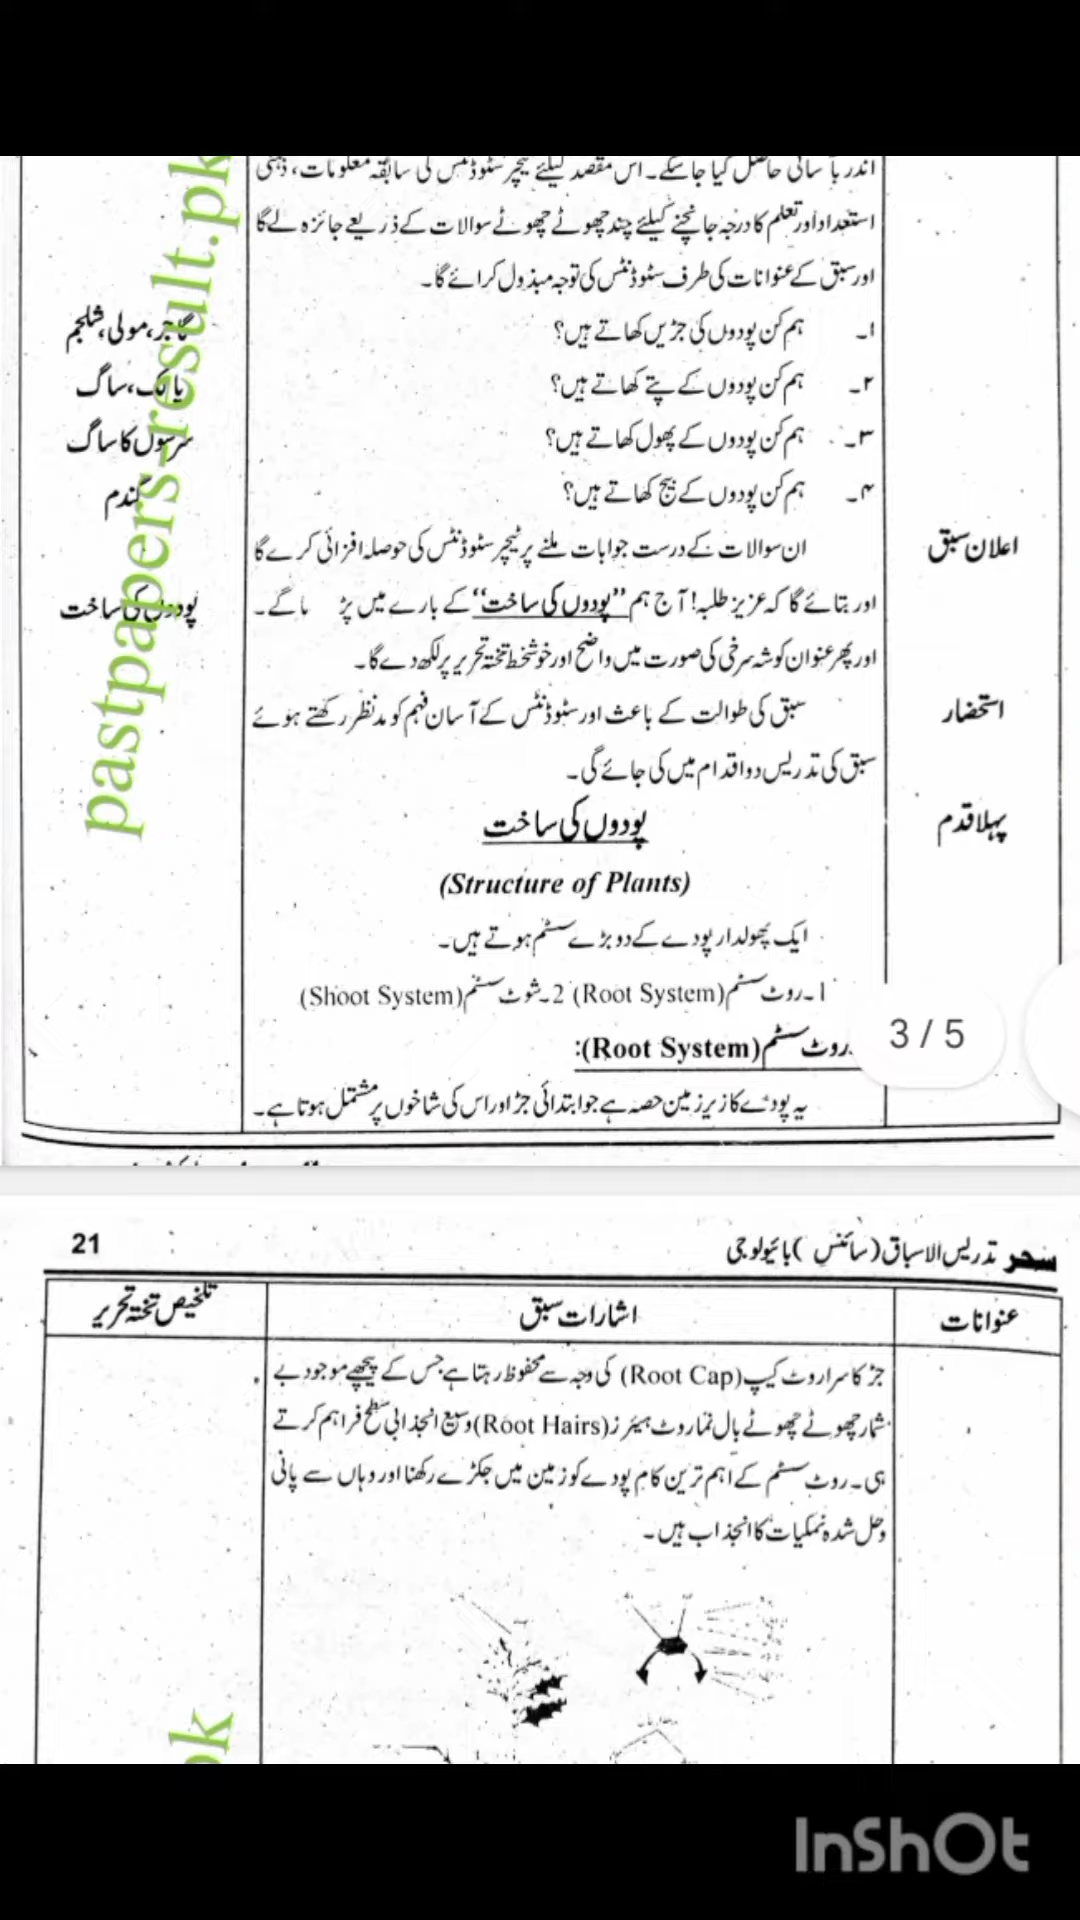 اندر بآسانی حاصل کیا جاسکے۔ اس مقصد کیلئے ٹیچر سٹوڈنٹس کی سابقہ معلومات، ذہنی
استعداد اور تعلم کا درجہ جانچنے کیلئے چند چھوٹے چھوٹے سوالات کے ذریعے جائزہ لے گا
اور سبق کے عنوانات کی طرف سٹوڈنٹس کی توجہ مبذول کرائے گا۔
۱۔ ہم کن پودوں کی جڑیں کھاتے ہیں؟ گاجر، مولی، شلجم
۲۔ ہم کن پودوں کے پتے کھاتے ہیں؟ پالک، ساگ
۳۔ ہم کن پودوں کے پھول کھاتے ہیں؟ سرسوں کا ساگ
۴۔ ہم کن پودوں کے بیج کھاتے ہیں؟ گندم
اعلان سبق ان سوالات کے درست جوابات ملنے پر ٹیچر سٹوڈنٹس کی حوصلہ افزائی کرے گا
اور بتائے گا کہ عزیز طلبہ! آج ہم "پودوں کی ساخت" کے بارے میں پڑ گے۔ پودوں کی ساخت
اور پھر عنوان کو شہ سرخی کی صورت میں واضح اور خوشخط تختہ تحریر پر لکھ دے گا۔
استحضار سبق کی طوالت کے باعث اور سٹوڈنٹس کے آسان فہم کو مدنظر رکھتے ہوئے
سبق کی تدریس دو اقدام میں کی جائے گی۔
پہلا قدم پودوں کی ساخت
(Structure of Plants)
ایک پھولدار پودے کے دو بڑے سسٹم ہوتے ہیں۔
1۔ روٹ سسٹم (Root System) 2۔ شوٹ سسٹم (Shoot System)
روٹ سسٹم (Root System):
3 / 5
یہ پودے کا زیر زمین حصہ ہے جو ابتدائی جڑ اور اس کی شاخوں پر مشتمل ہوتا ہے۔
pastpapers-result.pk
سحر تدریس الاسباق (سائنس) بائیولوجی 21
عنوانات اشارات سبق تلخیص تختہ تحریر
جڑ کا سرا روٹ کیپ (Root Cap) کی وجہ سے محفوظ رہتا ہے جس کے پیچھے موجود بے
شمار چھوٹے چھوٹے بال نما روٹ ہیئرز (Root Hairs) وسیع انجذابی سطح فراہم کرتے
ہی۔ روٹ سسٹم کے اہم ترین کام پودے کو زمین میں جکڑے رکھنا اور وہاں سے پانی
وحل شدہ نمکیات کا انجذاب ہیں۔
ok
InShOt